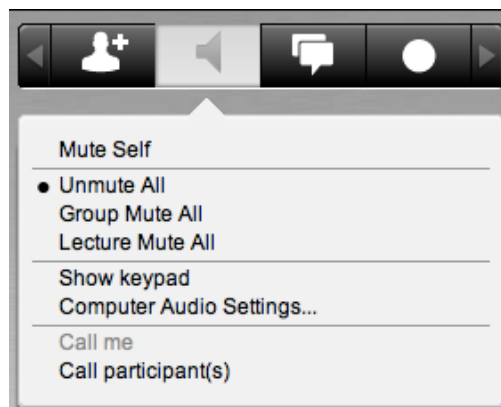 Mute Self
Unmute All
Group Mute All
Lecture Mute All
Show keypad
Computer Audio Settings...
Call me
Call participant(s)